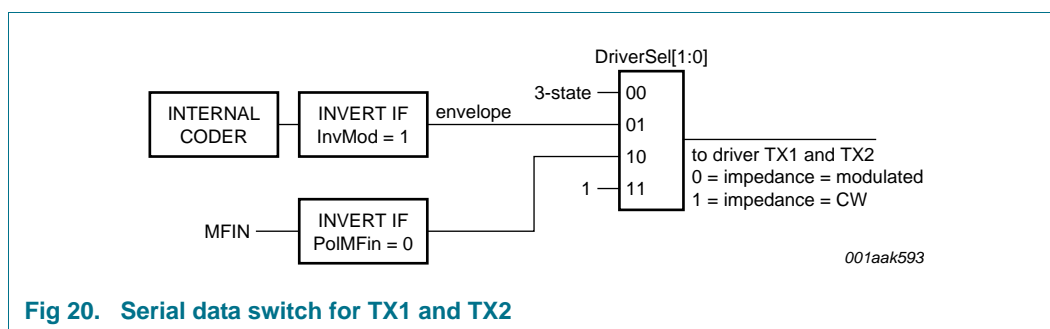 DriverSel[1:0]
3-state
00
INTERNAL
CODER
INVERT IF
InvMod = 1
envelope
01
10
1
11
to driver TX1 and TX2
0 = impedance = modulated
1 = impedance = CW
MFIN
INVERT IF
PolMFin = 0
001aak593
Fig 20. Serial data switch for TX1 and TX2